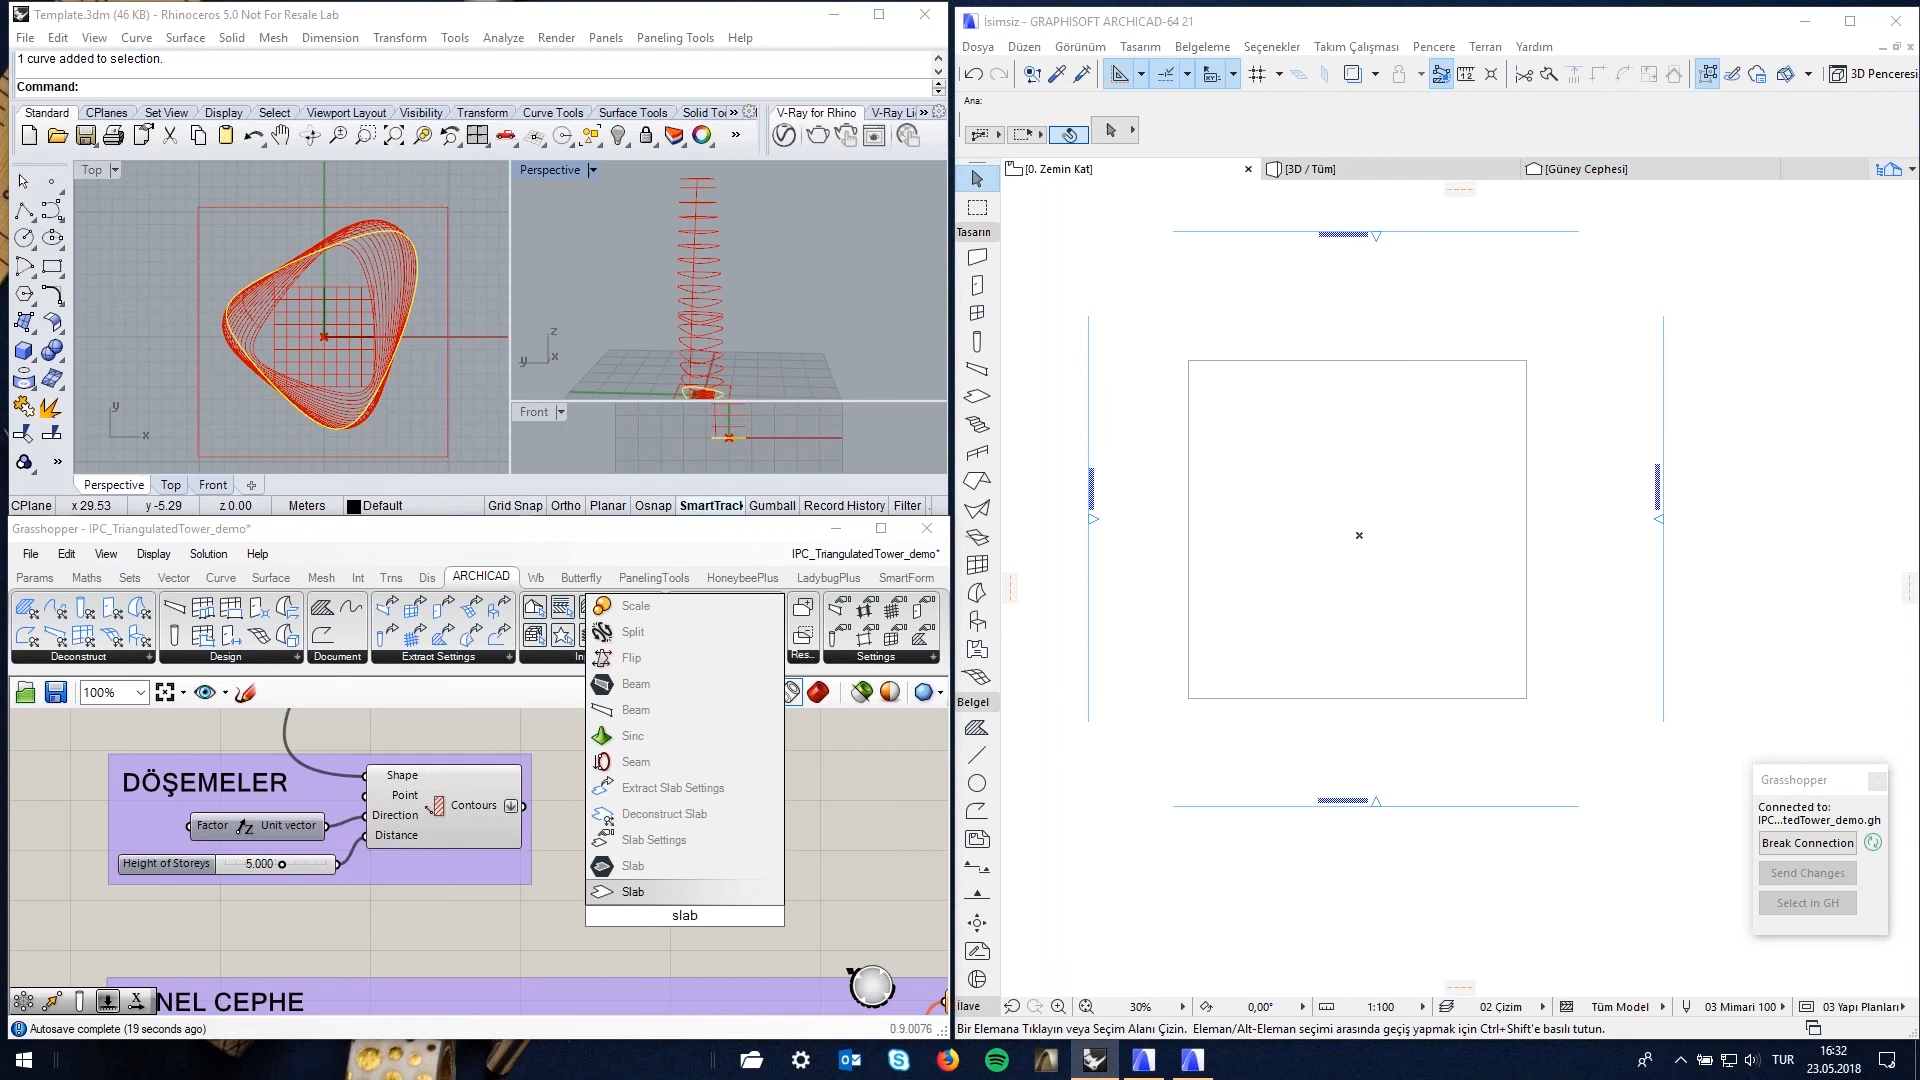 Template.3dm (46 KB) - Rhinoceros 5.0 Not For Resale Lab
File Edit View Curve Surface Solid Mesh Dimension Transform Tools Analyze Render Panels Paneling Tools Help
1 curve added to selection.
Command:
Standard CPlanes Set View Display Select Viewport Layout Visibility Transform Curve Tools Surface Tools Solid Too » V-Ray for Rhino V-Ray Li »
Top
Perspective
Front
z
y
x
y
x
Perspective Top Front
CPlane x 29.53 y -5.29 z 0.00 Meters Default Grid Snap Ortho Planar Osnap SmartTrack Gumball Record History Filter
Grasshopper - IPC_TriangulatedTower_demo*
File Edit View Display Solution Help IPC_TriangulatedTower_demo*
Params Maths Sets Vector Curve Surface Mesh Int Trns Dis ARCHICAD Wb Butterfly PanelingTools HoneybeePlus LadybugPlus SmartForm
Deconstruct Design Document Extract Settings In Res... Settings
100%
Scale
Split
Flip
Beam
Beam
Sinc
Seam
Extract Slab Settings
Deconstruct Slab
Slab Settings
Slab
Slab
slab
DÖŞEMELER
Shape
Point
Direction
Distance
Contours
Factor Z Unit vector
Height of Storeys 5.000
NEL CEPHE
Autosave complete (19 seconds ago) 0.9.0076
İsimsiz - GRAPHISOFT ARCHICAD-64 21
Dosya Düzen Görünüm Tasarım Belgeleme Seçenekler Takım Çalışması Pencere Terran Yardım
3D Penceresi
Ana:
[0. Zemin Kat] [3D / Tüm] [Güney Cephesi]
Tasarın
Belgel
İlave
Grasshopper
Connected to:
IPC...tedTower_demo.gh
Break Connection
Send Changes
Select in GH
30% 0,00° 1:100 02 Çizim Tüm Model 03 Mimari 100 03 Yapı Planları
Bir Elemana Tıklayın veya Seçim Alanı Çizin. Eleman/Alt-Eleman seçimi arasında geçiş yapmak için Ctrl+Shift'e basılı tutun.
TUR
16:32
23.05.2018